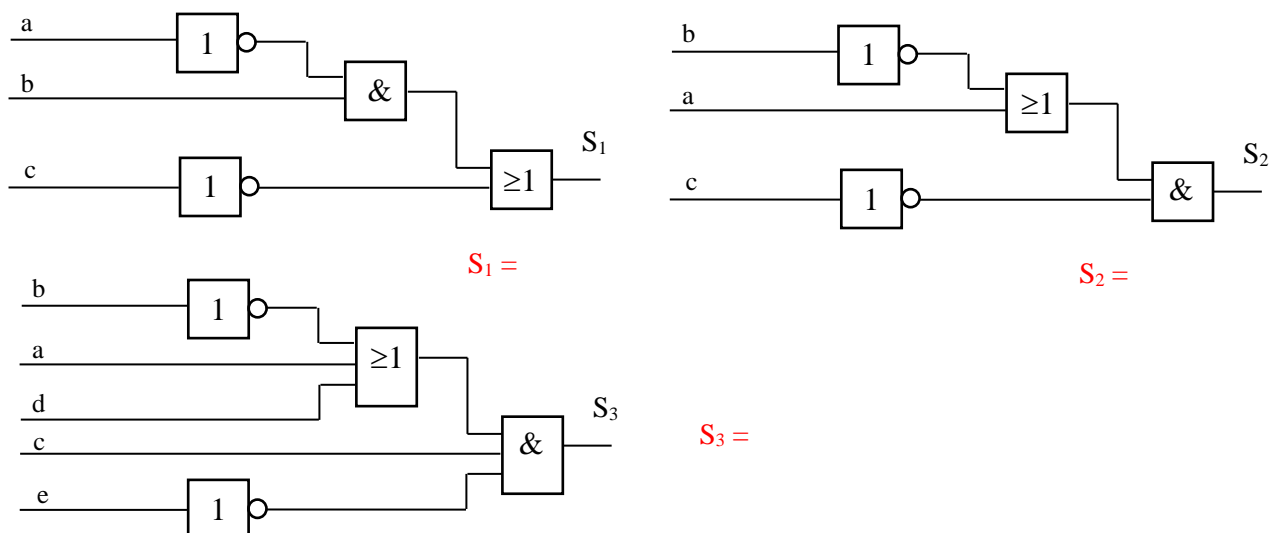 a
1
b
&
c
1
≥1
S₁
S₁ =
b
1
a
≥1
c
1
&
S₂
S₂ =
b
1
a
≥1
d
c
&
S₃
e
1
S₃ =